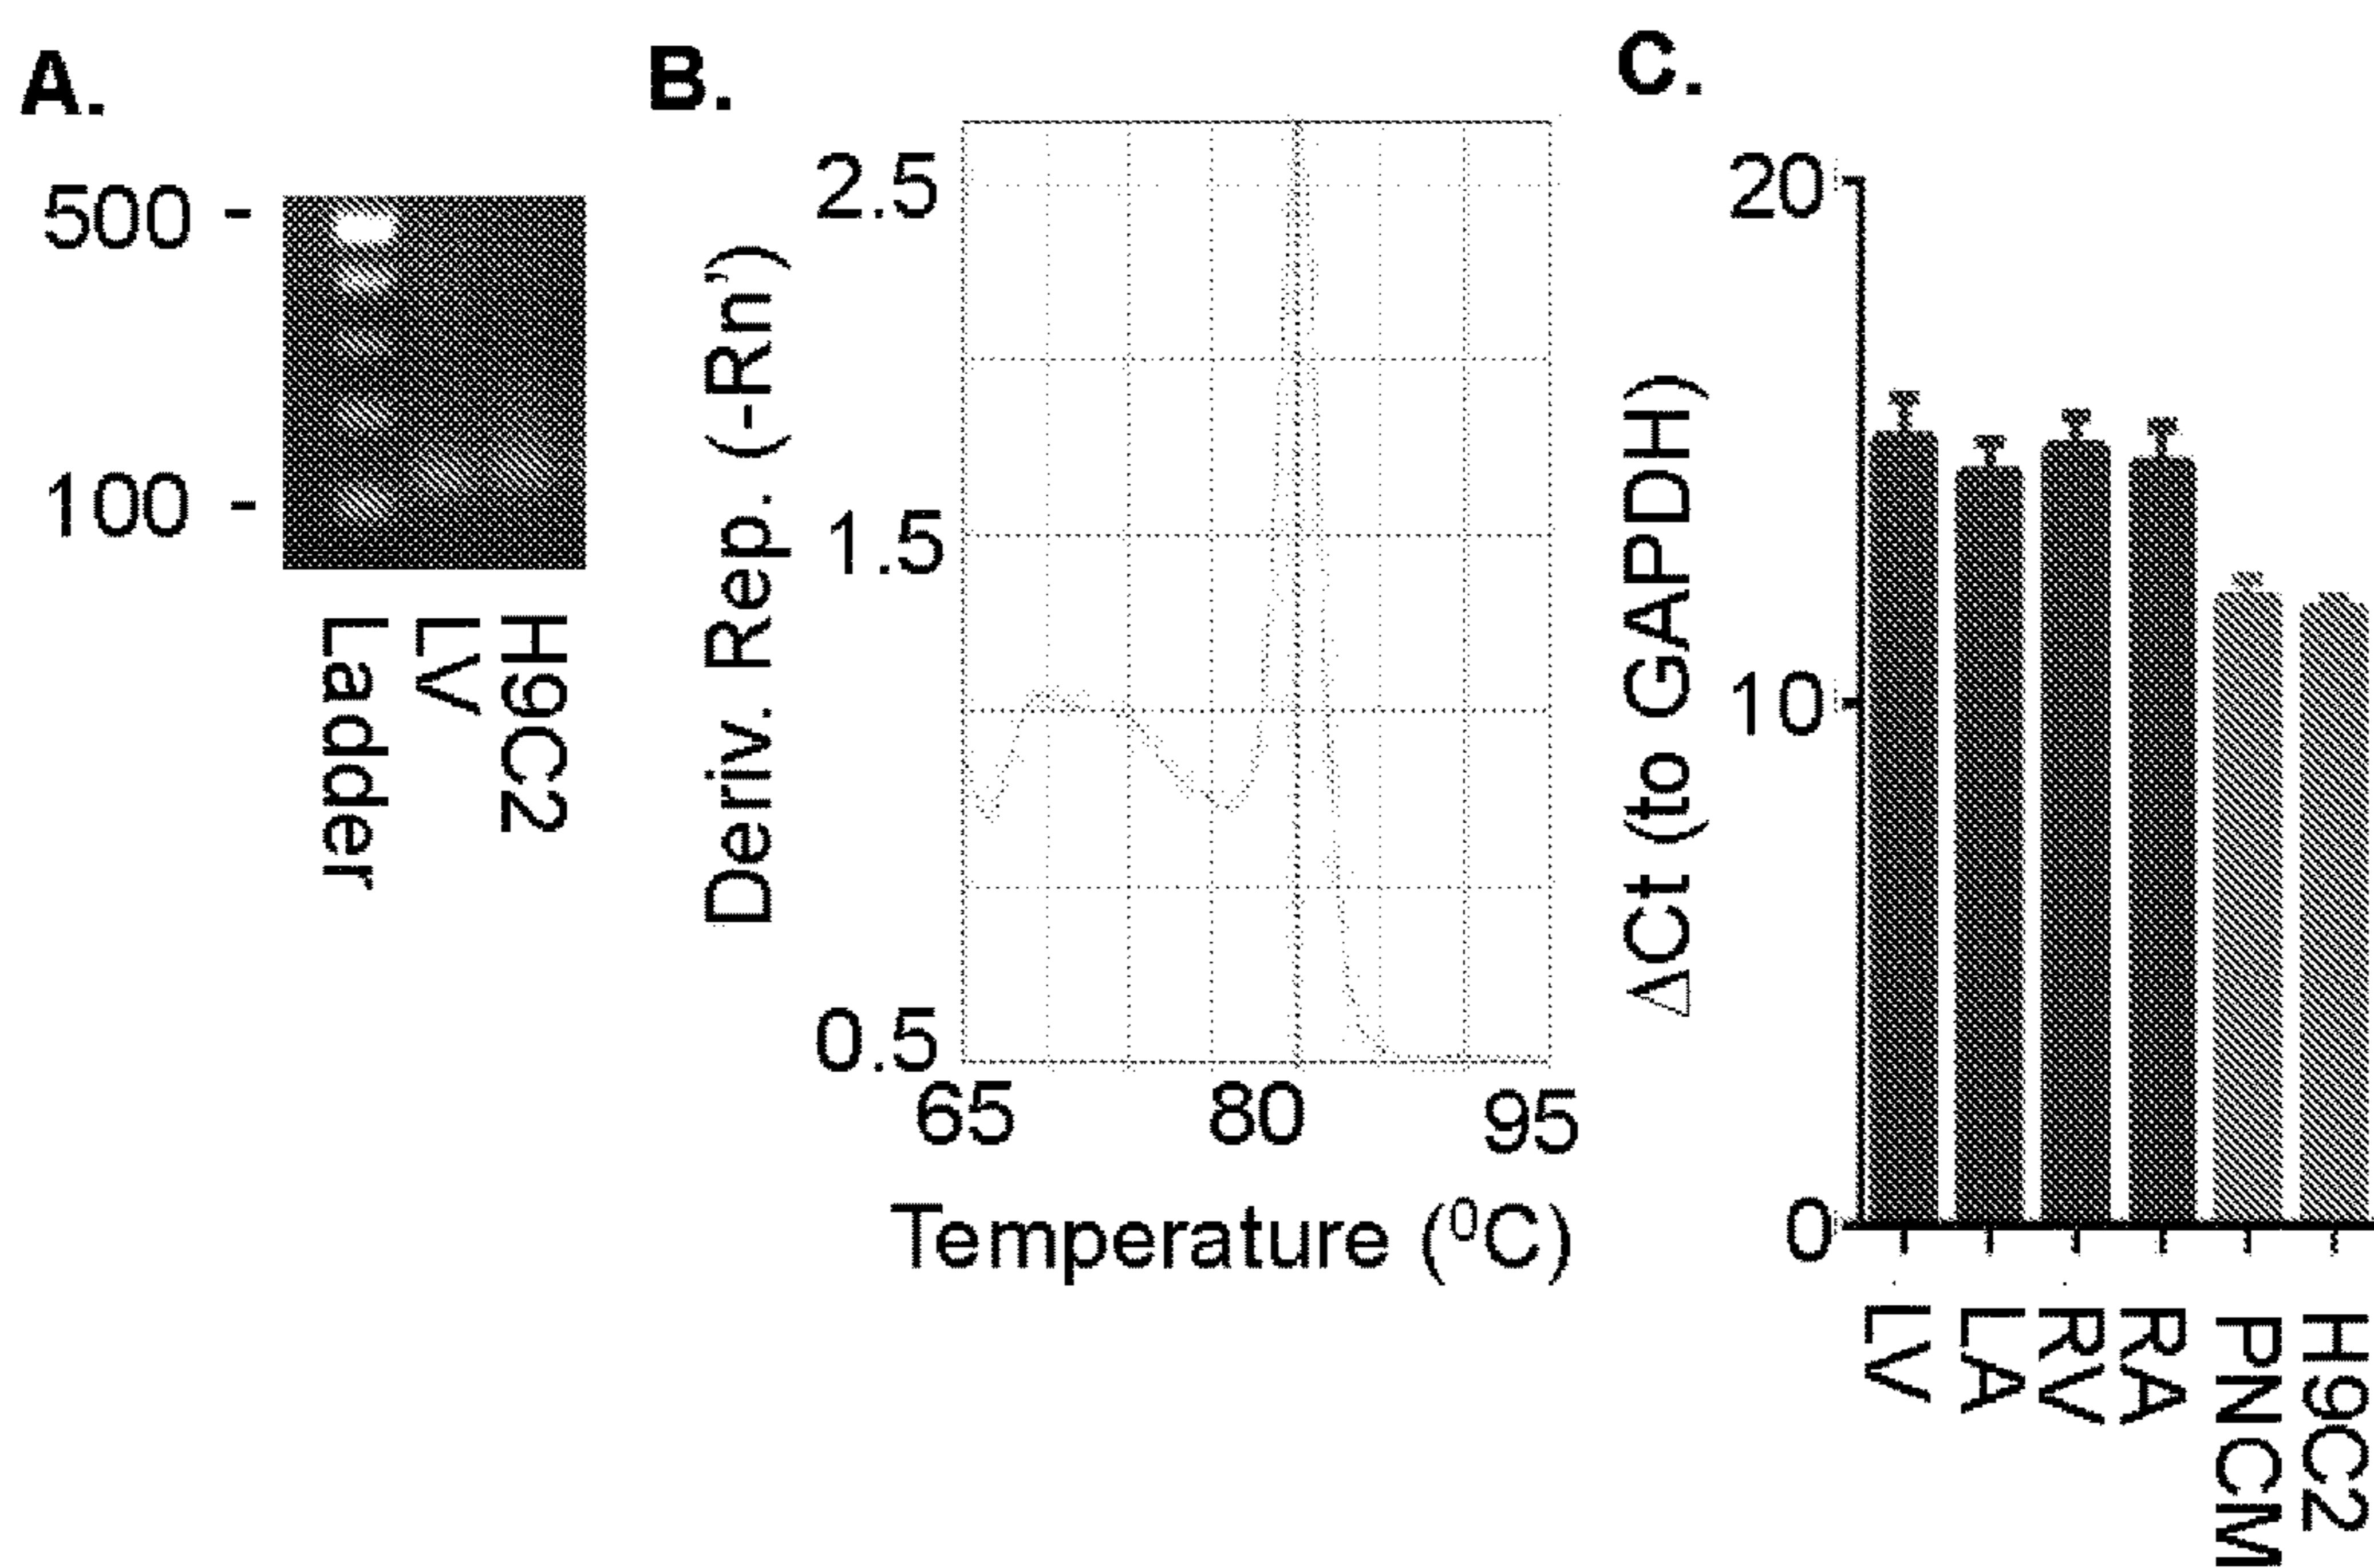 A.
500 -
100 -
Ladder
LV
H9C2
B.
Deriv. Rep. (-Rn')
2.5
1.5
0.5
65 80 95
Temperature (⁰C)
C.
ΔCt (to GAPDH)
20
10
0
LV
LA
RV
RA
PNCM
H9C2